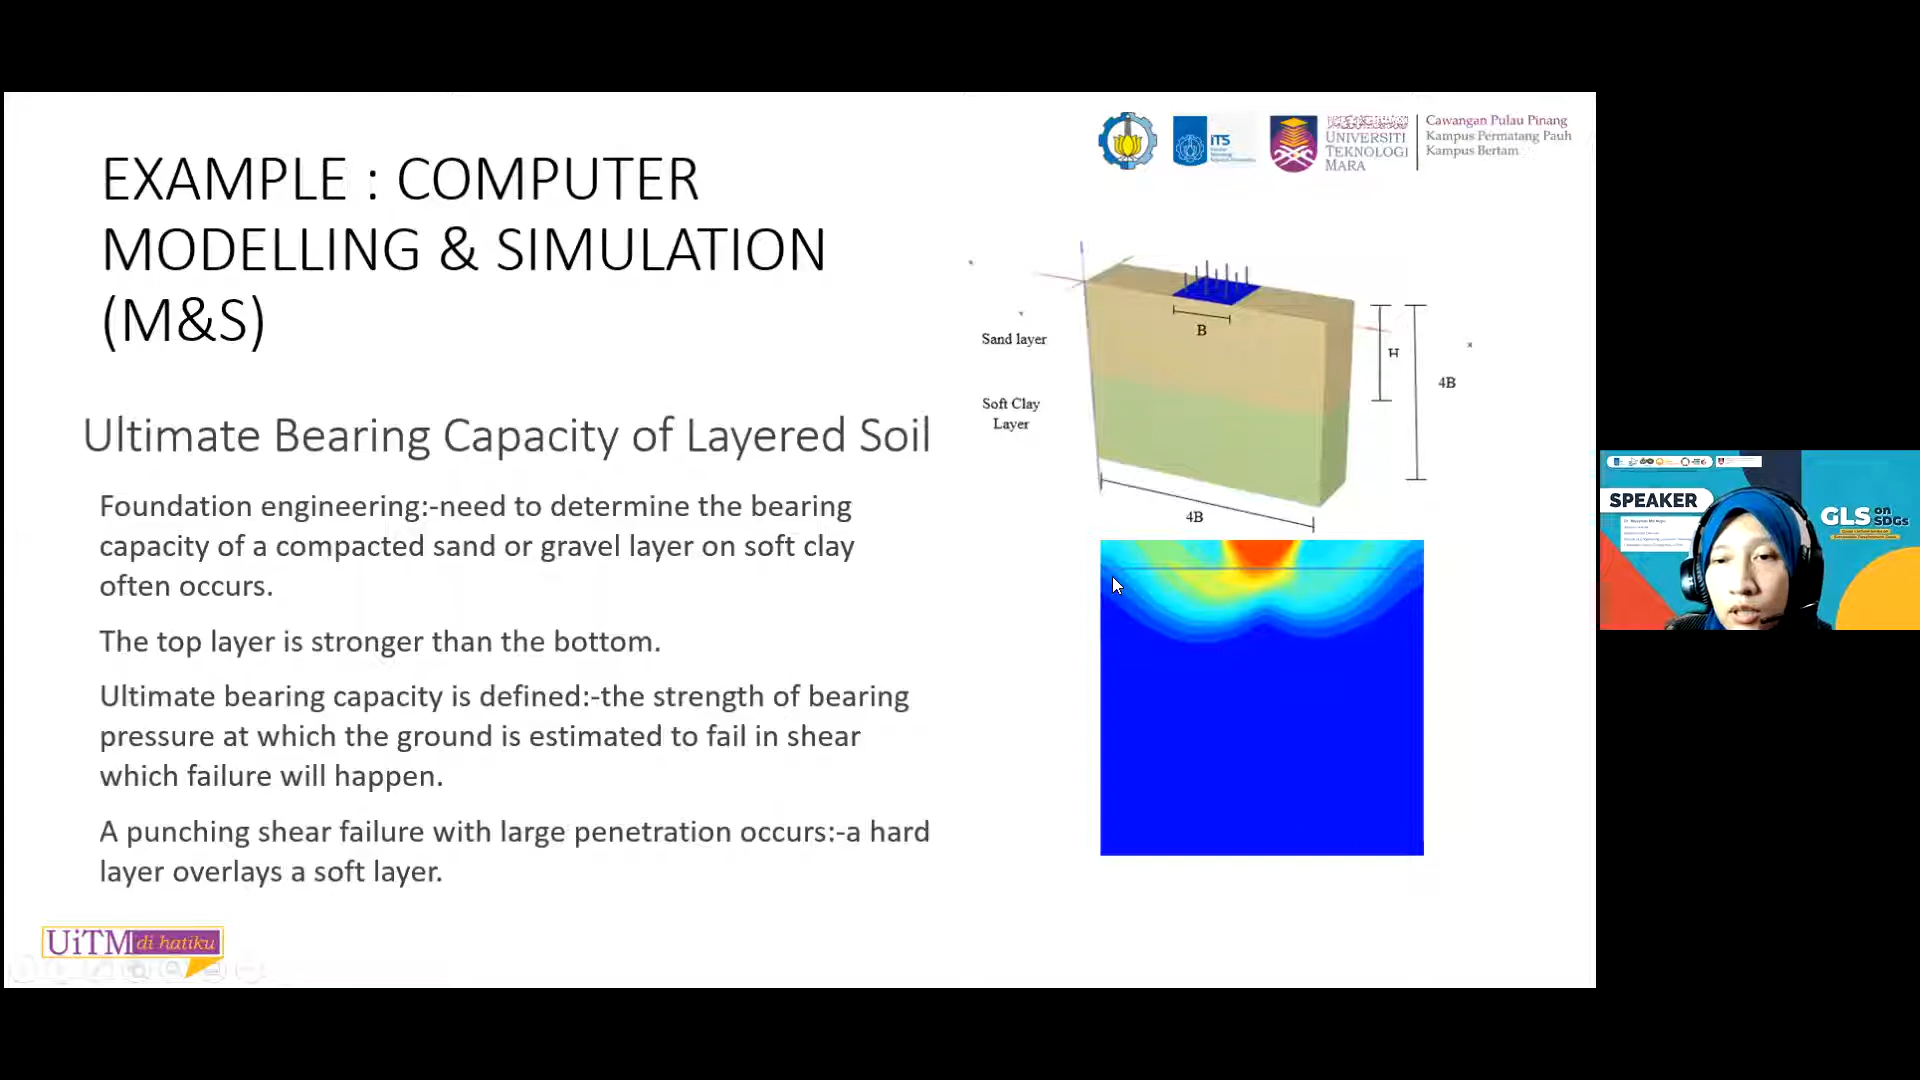 EXAMPLE : COMPUTER
MODELLING & SIMULATION
(M&S)
iTS
UNIVERSITI
TEKNOLOGI
MARA
Cawangan Pulau Pinang
Kampus Permatang Pauh
Kampus Bertam
Ultimate Bearing Capacity of Layered Soil
Foundation engineering:-need to determine the bearing
capacity of a compacted sand or gravel layer on soft clay
often occurs.
The top layer is stronger than the bottom.
Ultimate bearing capacity is defined:-the strength of bearing
pressure at which the ground is estimated to fail in shear
which failure will happen.
A punching shear failure with large penetration occurs:-a hard
layer overlays a soft layer.
Sand layer
Soft Clay
Layer
B
H
4B
4B
UiTM di hatiku
SPEAKER
GLS on
SDGs